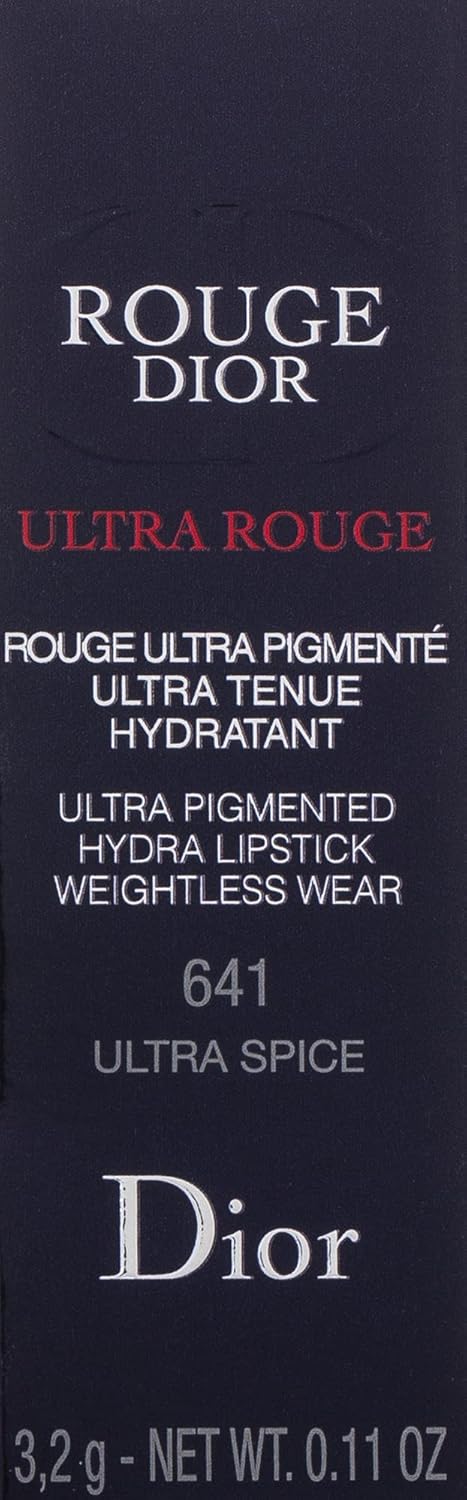 ROUGE
DIOR
ULTRA ROUGE
ROUGE ULTRA PIGMENTÉ
ULTRA TENUE
HYDRATANT
ULTRA PIGMENTED
HYDRA LIPSTICK
WEIGHTLESS WEAR
641
ULTRA SPICE
Dior
3,2 g - NET WT. 0.11 OZ